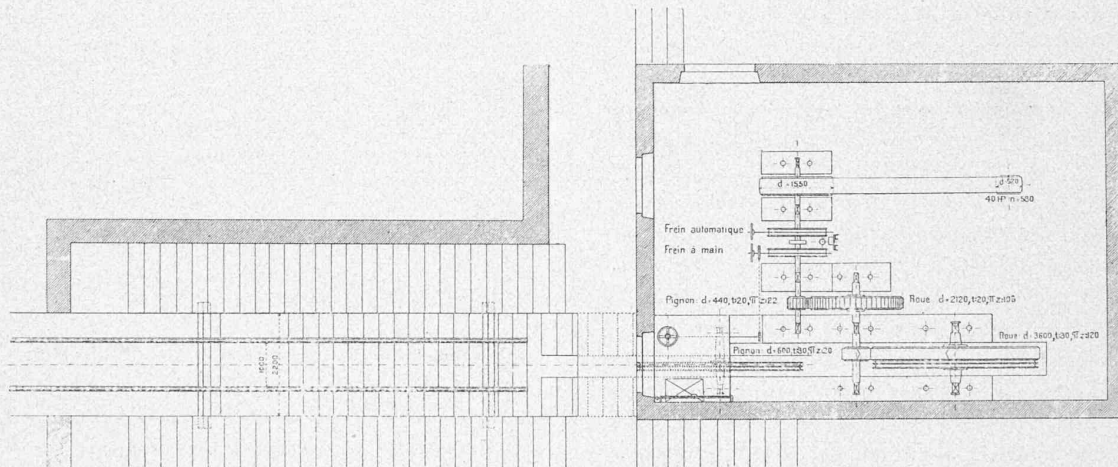 d = 1550
d = 520
40 HP n = 580
Frein automatique
Frein à main
Pignon: d=440, t=20, π z=22
Roue d=2120, t=20, π z=106
Roue d=3600, t=30, π z=120
Pignon: d=600, t=30, π z=20
1000
2200